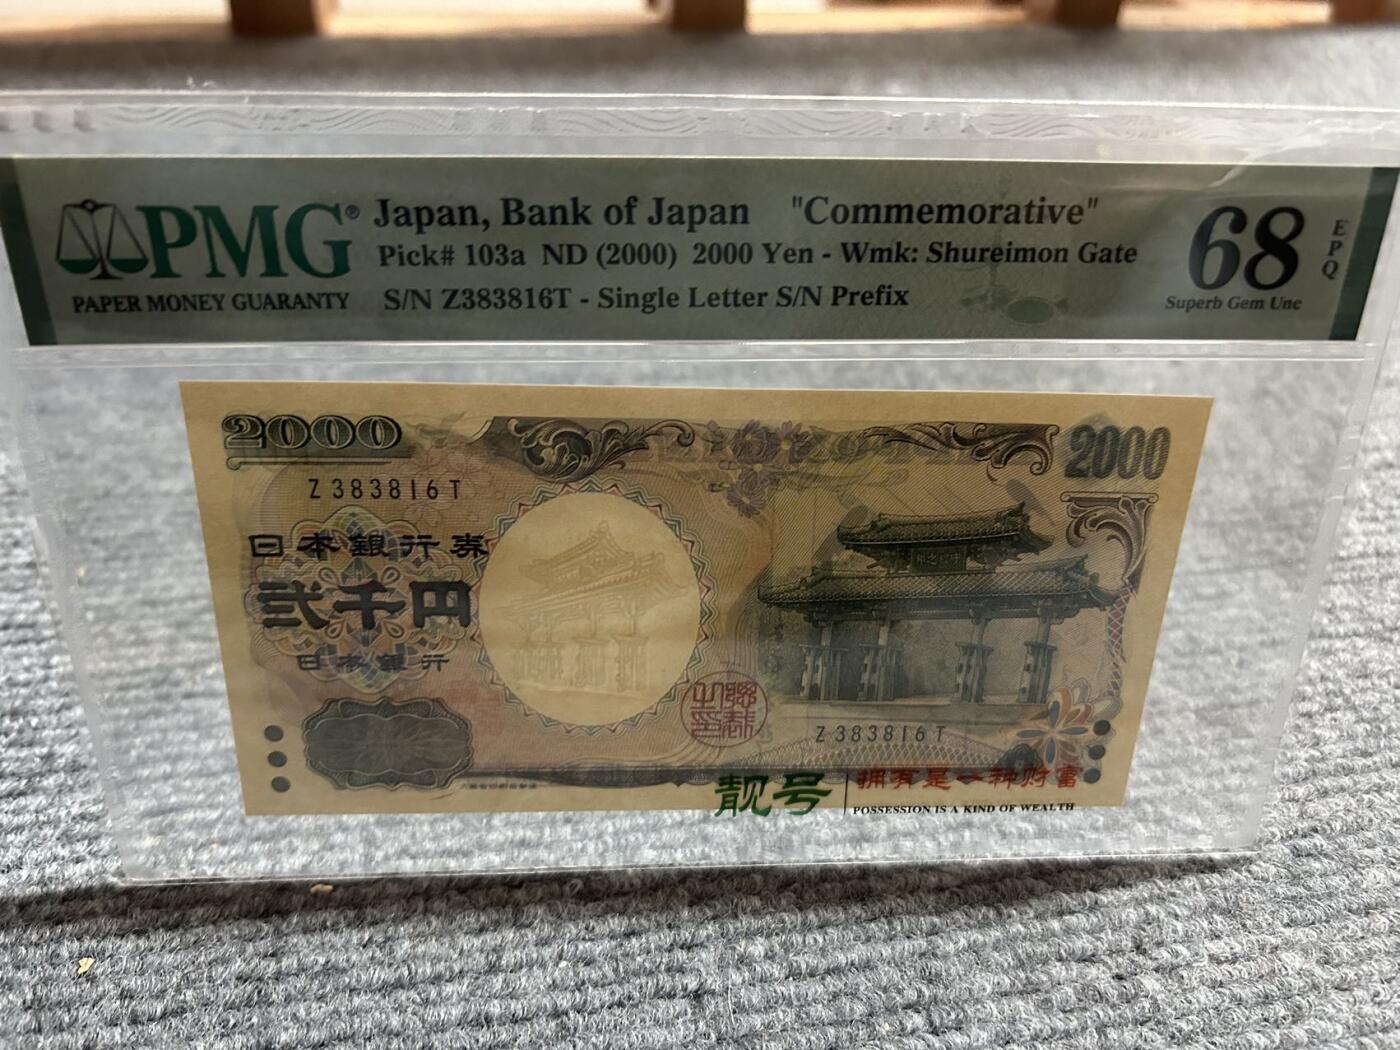 PMG®
PAPER MONEY GUARANTY
Japan, Bank of Japan "Commemorative"
Pick# 103a ND (2000) 2000 Yen - Wmk: Shureimon Gate
S/N Z383816T - Single Letter S/N Prefix
68
EPQ
Superb Gem Unc
2000
2000
Z383816T
日本銀行券
弐千円
日本銀行
Z383816T
靓号
拥有是一种财富
POSSESSION IS A KIND OF WEALTH